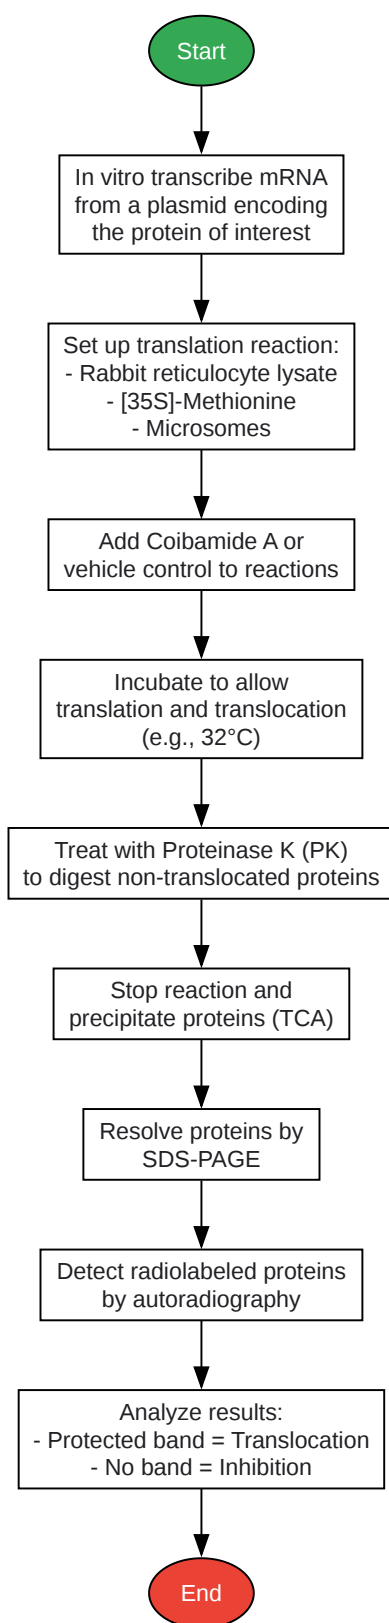 Start
In vitro transcribe mRNA
from a plasmid encoding
the protein of interest
Set up translation reaction:
- Rabbit reticulocyte lysate
- [35S]-Methionine
- Microsomes
Add Coibamide A or
vehicle control to reactions
Incubate to allow
translation and translocation
(e.g., 32°C)
Treat with Proteinase K (PK)
to digest non-translocated proteins
Stop reaction and
precipitate proteins (TCA)
Resolve proteins by
SDS-PAGE
Detect radiolabeled proteins
by autoradiography
Analyze results:
- Protected band = Translocation
- No band = Inhibition
End